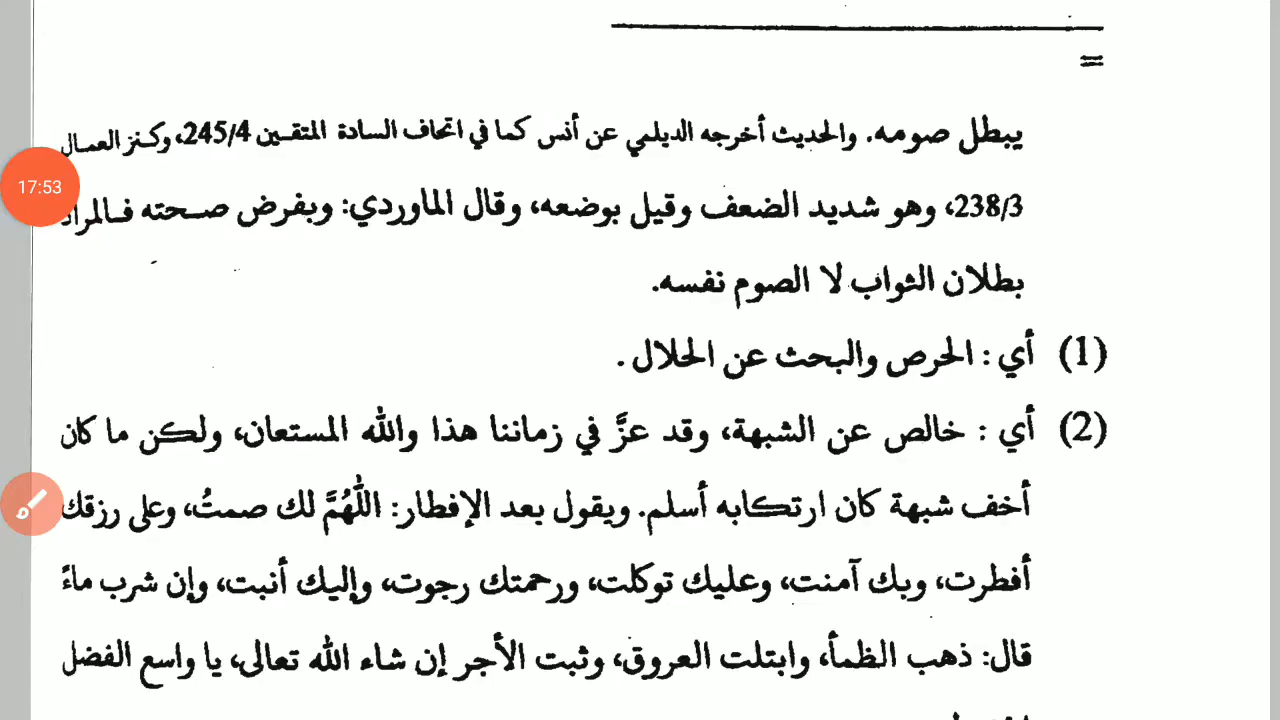 =
يبطل صومه. والحديث أخرجه الديلمي عن أنس كما في اتحاف السادة المتقين 245/4، وكنز العمال
17:53
238/3، وهو شديد الضعف وقيل بوضعه، وقال الماوردي: وبفرض صحته فالمراد
بطلان الثواب لا الصوم نفسه.
(1) أي: الحرص والبحث عن الحلال.
(2) أي: خالص عن الشبهة، وقد عزَّ في زماننا هذا والله المستعان، ولكن ما كان
أخف شبهة كان ارتكابه أسلم. ويقول بعد الإفطار: اللَّهُمَّ لك صمتُ، وعلى رزقك
أفطرت، وبك آمنت، وعليك توكلت، ورحمتك رجوت، وإليك أنبت، وإن شرب ماءً
قال: ذهب الظمأ، وابتلت العروق، وثبت الأجر إن شاء الله تعالى، يا واسع الفضل